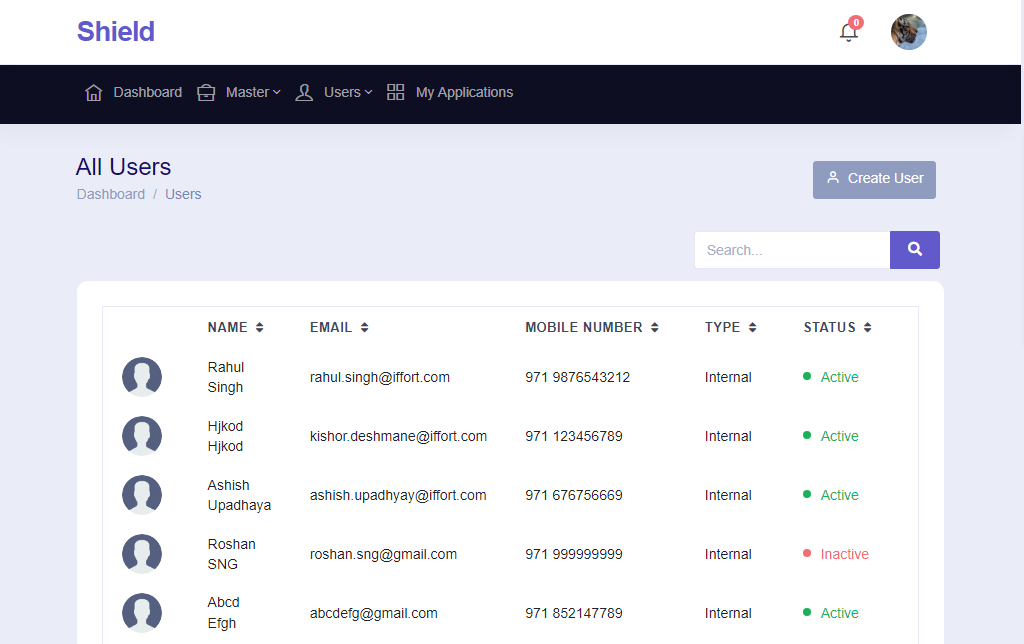 Shield
0
Dashboard Master Users My Applications
All Users
Dashboard / Users
Create User
Search...
NAME EMAIL MOBILE NUMBER TYPE STATUS
Rahul
Singh
rahul.singh@iffort.com 971 9876543212 Internal Active
Hjkod
Hjkod
kishor.deshmane@iffort.com 971 123456789 Internal Active
Ashish
Upadhaya
ashish.upadhyay@iffort.com 971 676756669 Internal Active
Roshan
SNG
roshan.sng@gmail.com 971 999999999 Internal Inactive
Abcd
Efgh
abcdefg@gmail.com 971 852147789 Internal Active